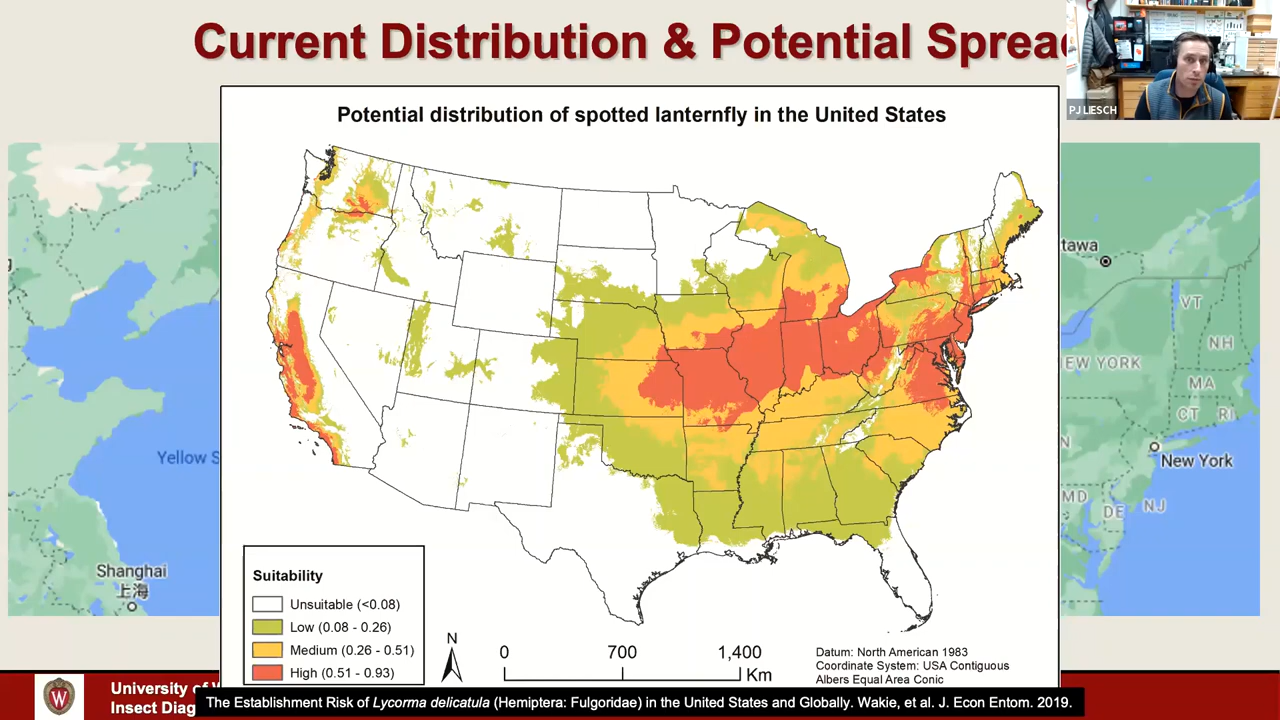 Current Distribution & Potential Sprea
PJ LIESCH
Potential distribution of spotted lanternfly in the United States
Yellow S
Shanghai
上海
ttawa
VT
NH
EW YORK
MA
CT RI
N
New York
MD
DE NJ
Suitability
Unsuitable (<0.08)
Low (0.08 - 0.26)
Medium (0.26 - 0.51)
High (0.51 - 0.93)
N
0 700 1,400
Km
Datum: North American 1983
Coordinate System: USA Contiguous
Albers Equal Area Conic
W
University of W
Insect Diag
The Establishment Risk of Lycorma delicatula (Hemiptera: Fulgoridae) in the United States and Globally. Wakie, et al. J. Econ Entom. 2019.